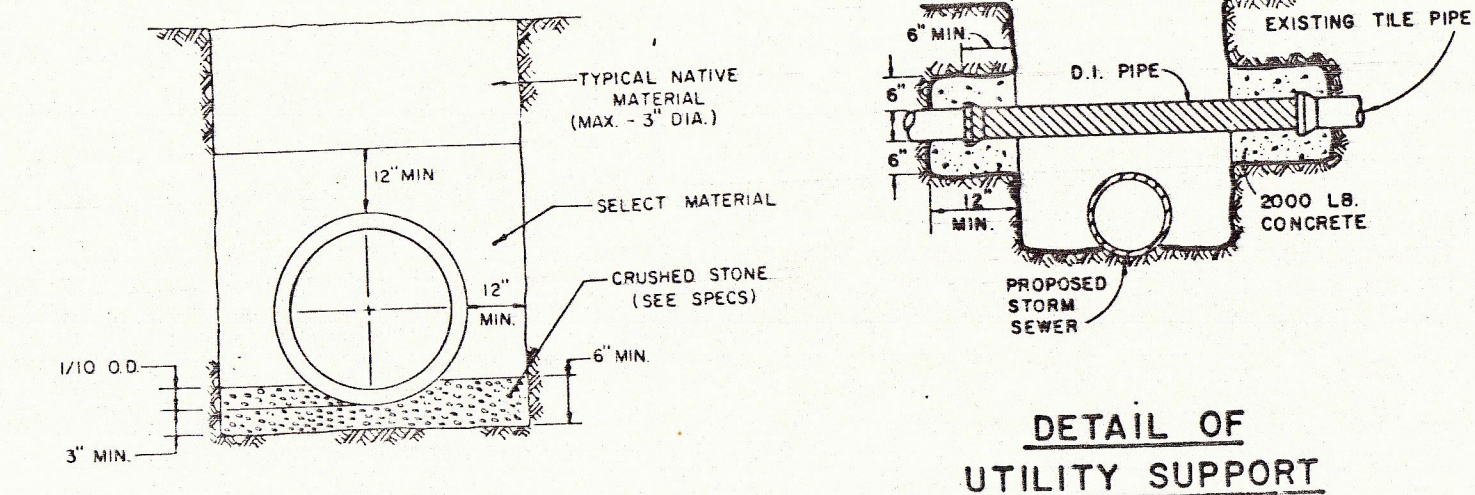 TYPICAL NATIVE
MATERIAL
(MAX. - 3" DIA.)
12" MIN
SELECT MATERIAL
CRUSHED STONE
(SEE SPECS)
12"
MIN.
6" MIN.
1/10 O.D.
3" MIN.
6" MIN.
EXISTING TILE PIPE
D.I. PIPE
6"
6"
12"
MIN.
2000 LB.
CONCRETE
PROPOSED
STORM
SEWER
DETAIL OF
UTILITY SUPPORT